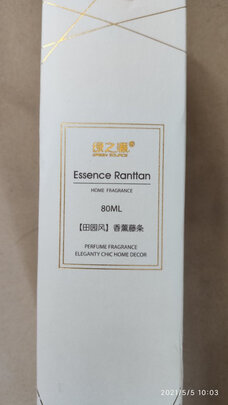 绿之源®
GREEN SOURCE
Essence Ranttan
HOME FRAGRANCE
80ML
【田园风】香薰藤条
PERFUME FRAGRANCE
ELEGANTY CHIC HOME DECOR
2021/5/5 10:03